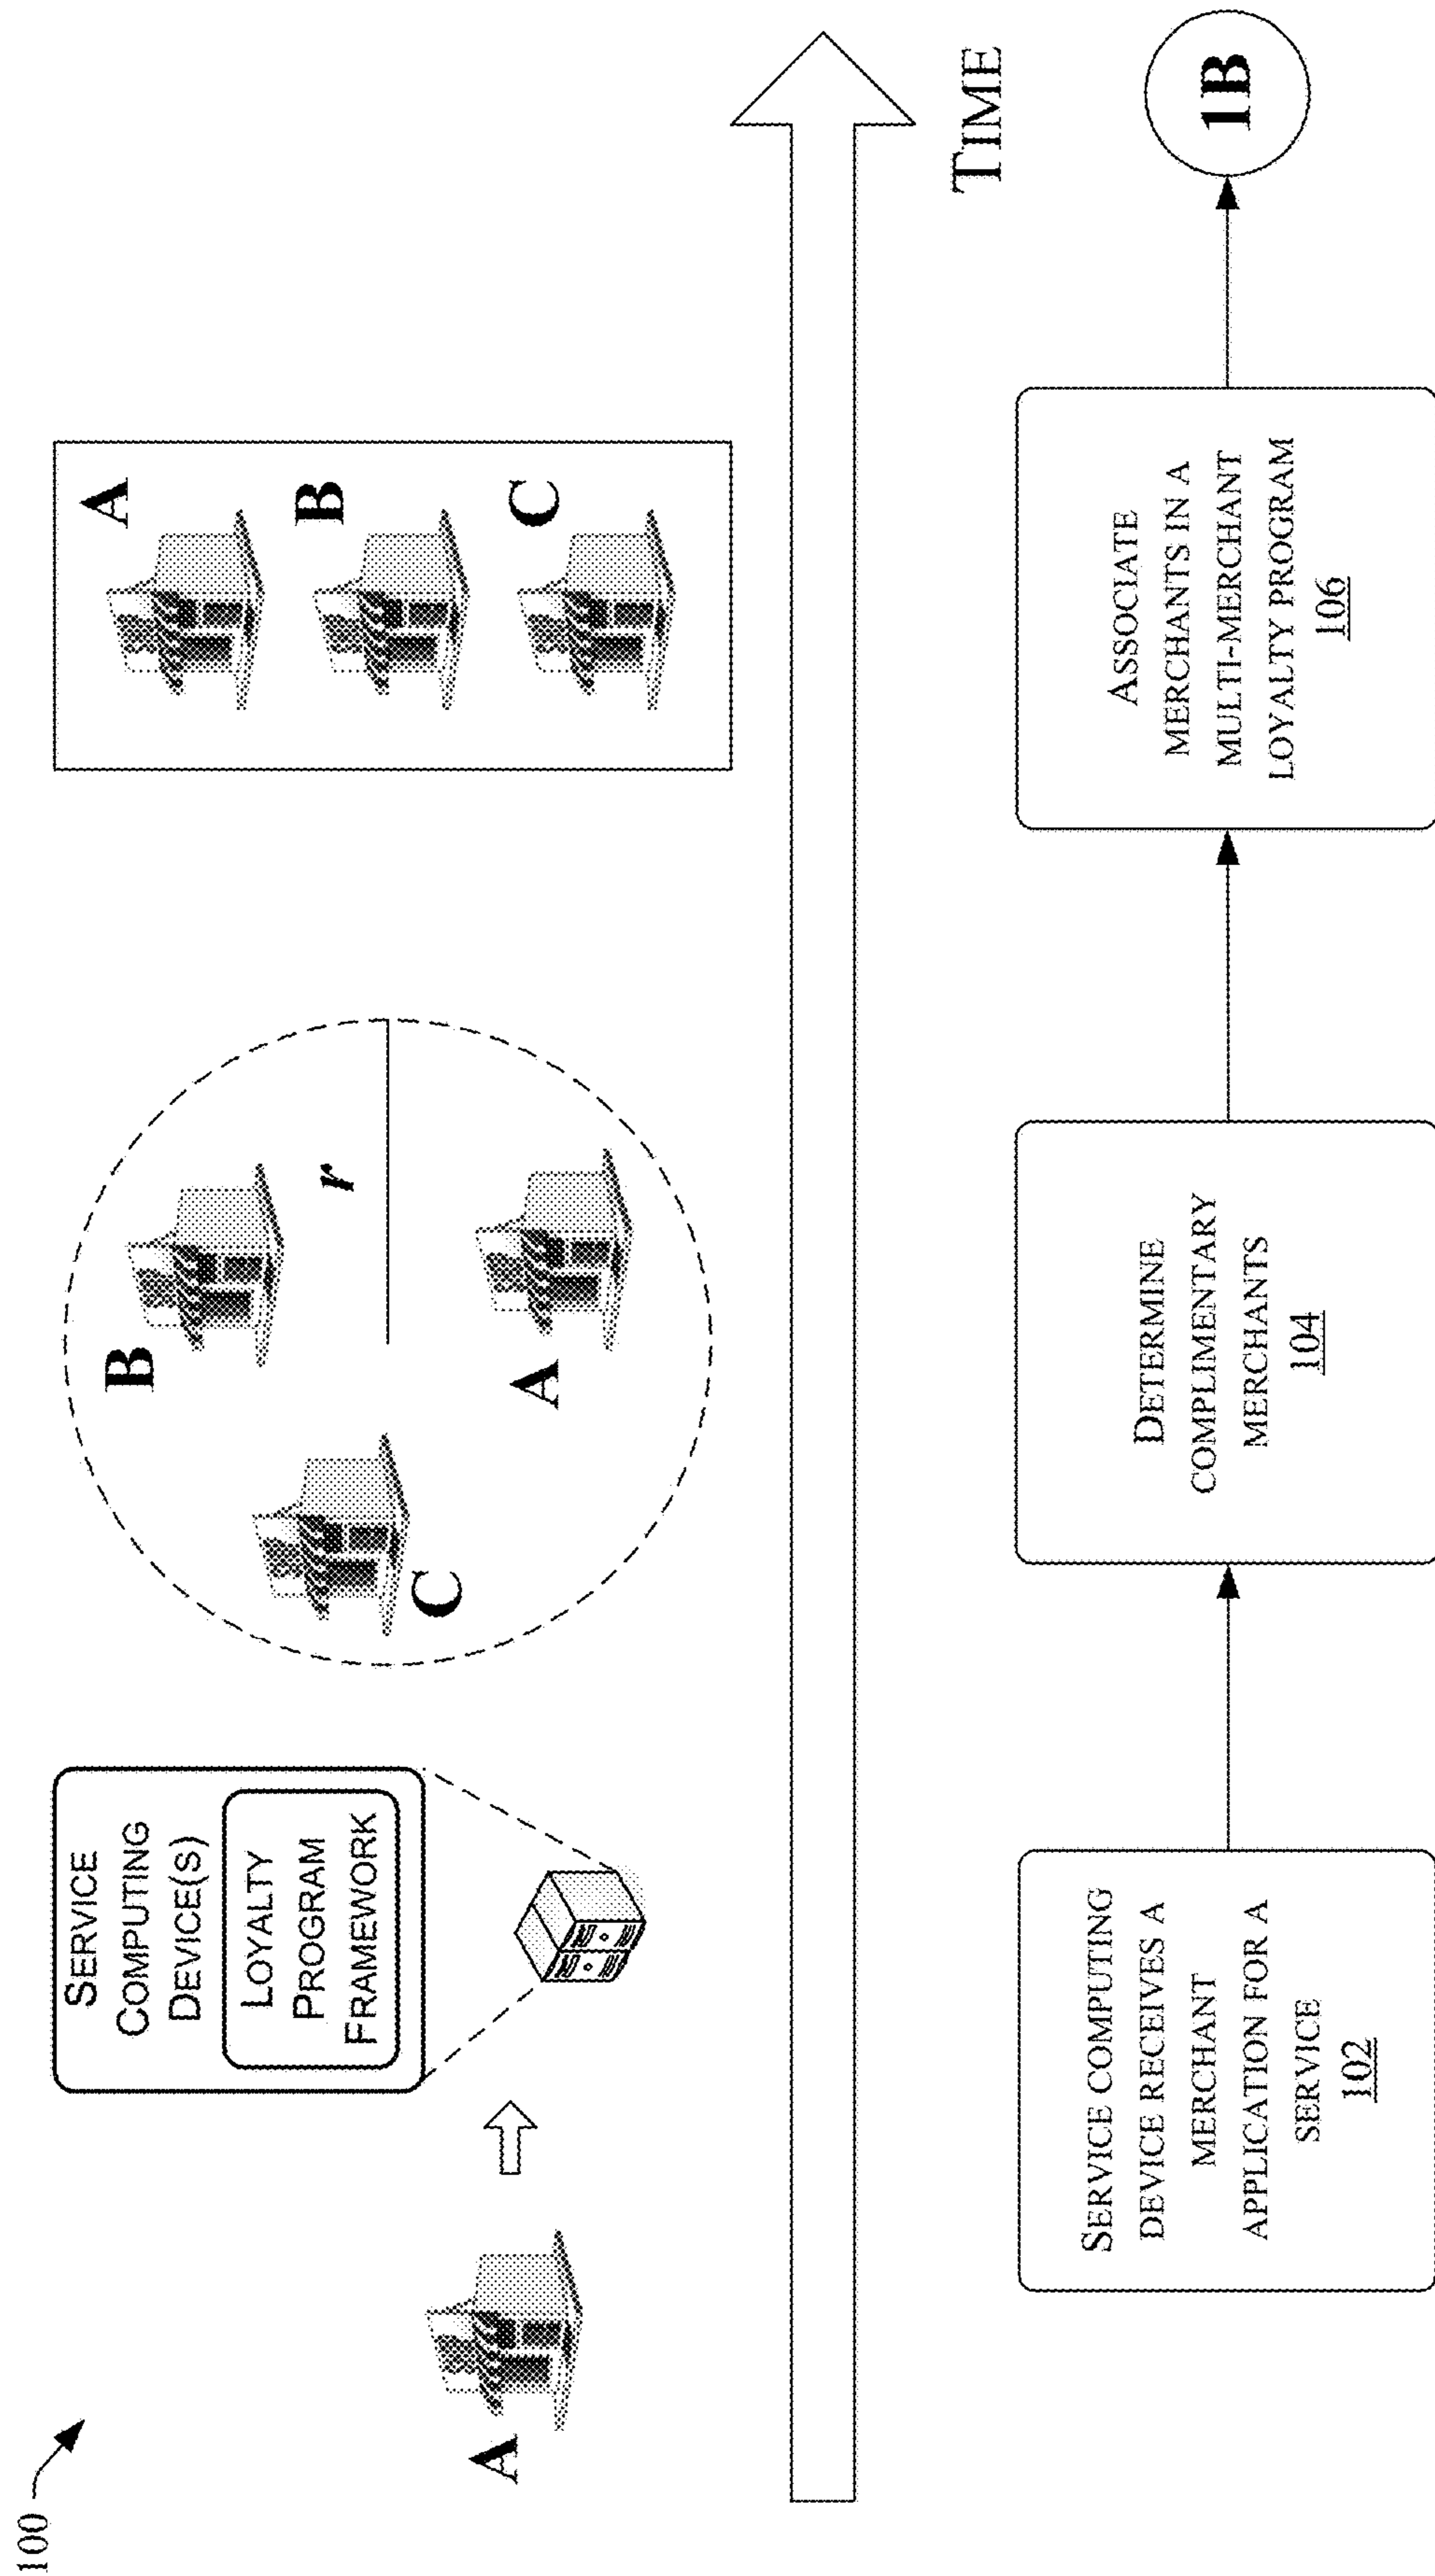 100
A
SERVICE
COMPUTING
DEVICE(S)
LOYALTY
PROGRAM
FRAMEWORK
B
r
C
A
A
B
C
TIME
SERVICE COMPUTING
DEVICE RECEIVES A
MERCHANT
APPLICATION FOR A
SERVICE
102
DETERMINE
COMPLIMENTARY
MERCHANTS
104
ASSOCIATE
MERCHANTS IN A
MULTI-MERCHANT
LOYALTY PROGRAM
106
1B